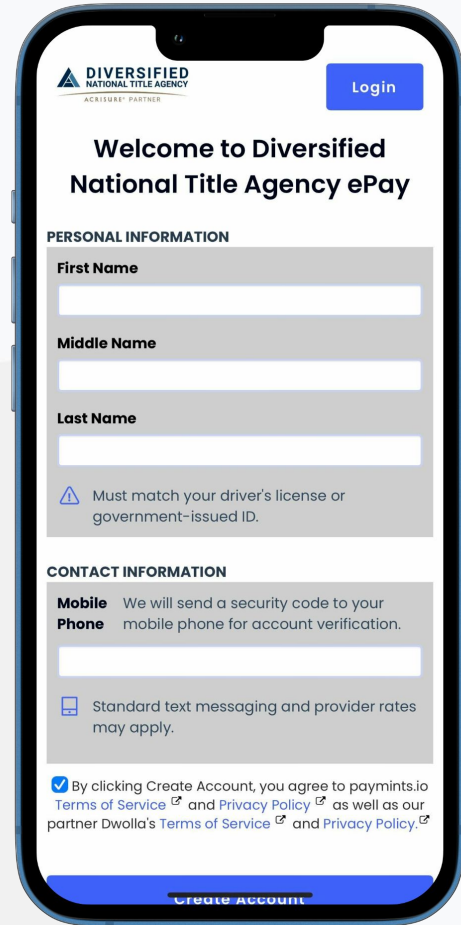 DIVERSIFIED
NATIONAL TITLE AGENCY
ACRISURE® PARTNER
Login
Welcome to Diversified
National Title Agency ePay
PERSONAL INFORMATION
First Name
Middle Name
Last Name
Must match your driver's license or
government-issued ID.
CONTACT INFORMATION
Mobile Phone
We will send a security code to your
mobile phone for account verification.
Standard text messaging and provider rates
may apply.
By clicking Create Account, you agree to paymints.io
Terms of Service and Privacy Policy as well as our
partner Dwolla's Terms of Service and Privacy Policy.
Create Account